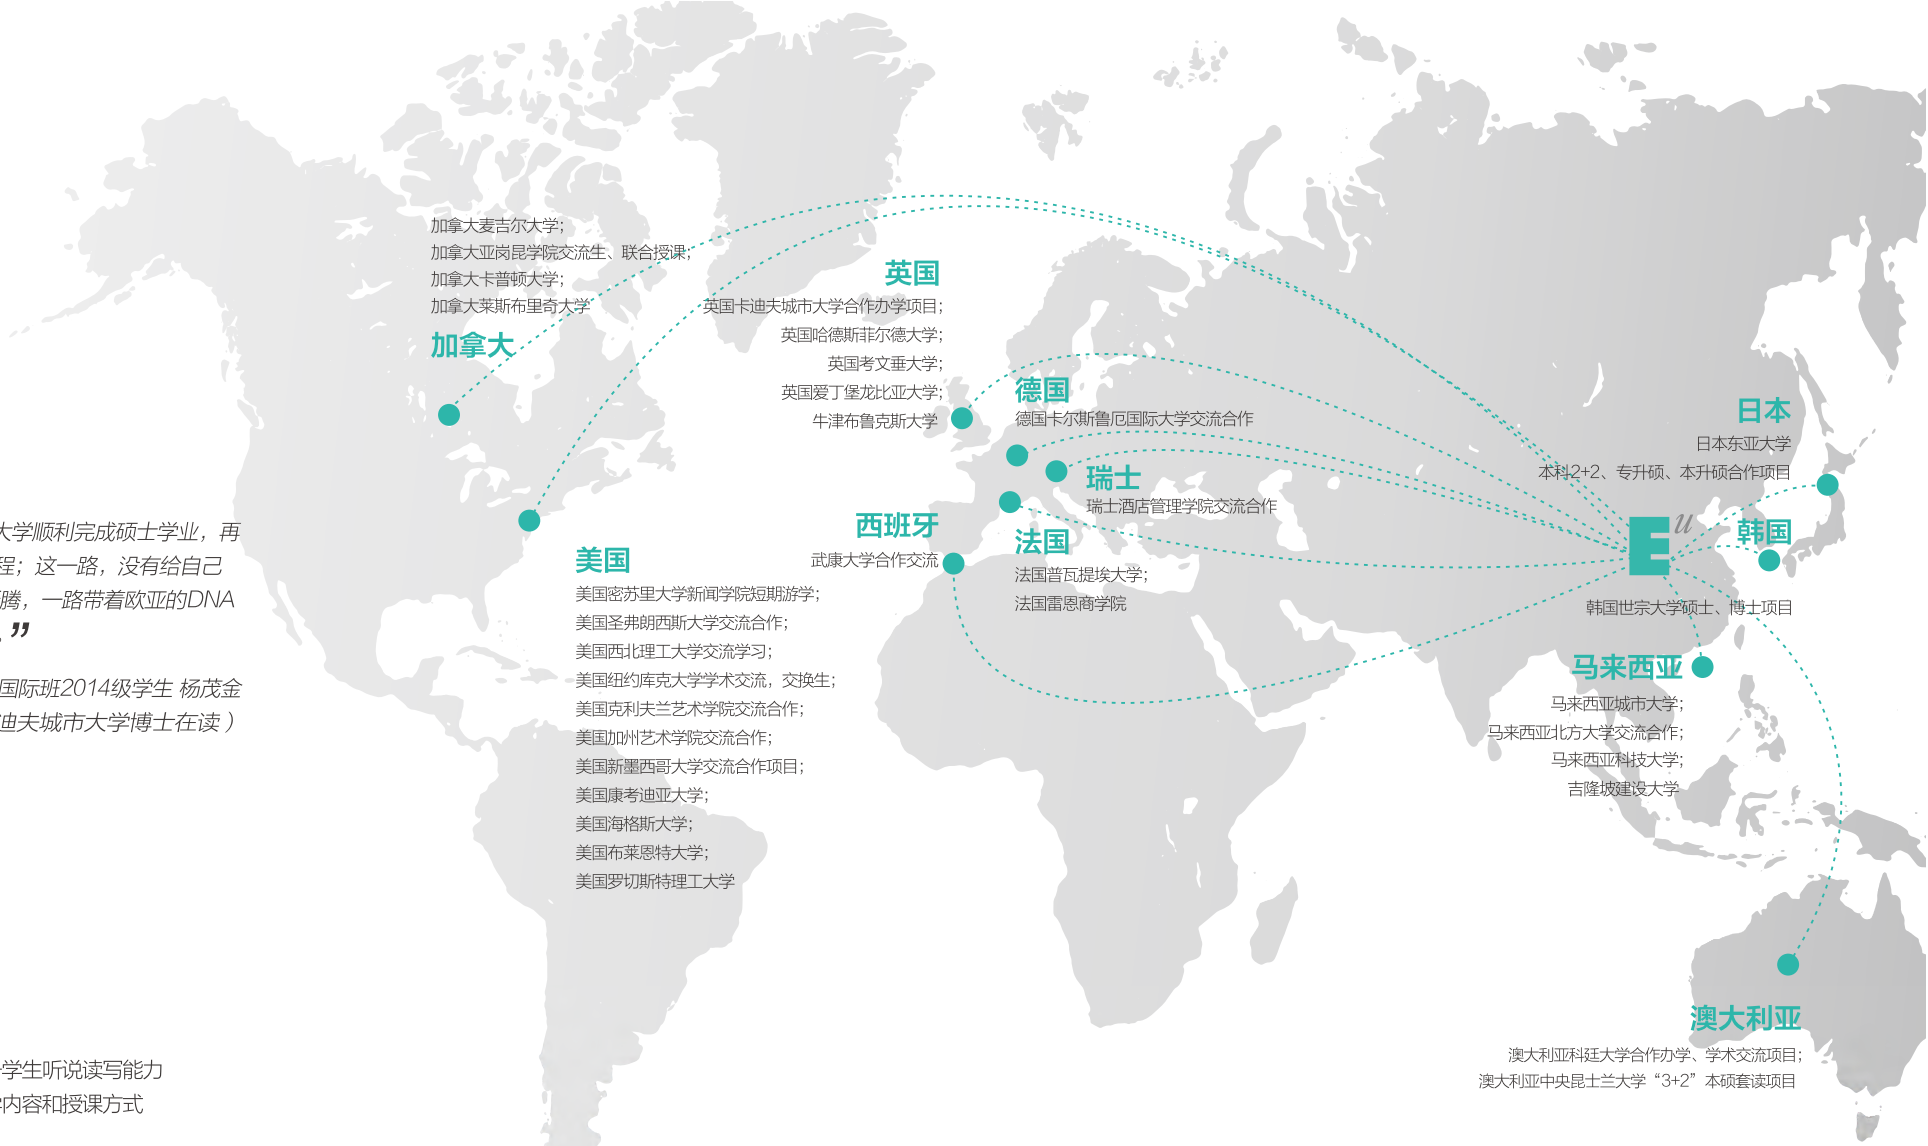 大学顺利完成硕士学业，再
程；这一路，没有给自己
腾，一路带着欧亚的DNA
”
国际班2014级学生 杨茂金
迪夫城市大学博士在读 ）
学生听说读写能力
内容和授课方式
加拿大麦吉尔大学；
加拿大亚岗昆学院交流生、联合授课；
加拿大卡普顿大学；
加拿大莱斯布里奇大学
加拿大
美国
美国密苏里大学新闻学院短期游学；
美国圣弗朗西斯大学交流合作；
美国西北理工大学交流学习；
美国纽约库克大学学术交流，交换生；
美国克利夫兰艺术学院交流合作；
美国加州艺术学院交流合作；
美国新墨西哥大学交流合作项目；
美国康考迪亚大学；
美国海格斯大学；
美国布莱恩特大学；
美国罗切斯特理工大学
英国
英国卡迪夫城市大学合作办学项目；
英国哈德斯菲尔德大学；
英国考文垂大学；
英国爱丁堡龙比亚大学；
牛津布鲁克斯大学
德国
德国卡尔斯鲁厄国际大学交流合作
瑞士
瑞士酒店管理学院交流合作
西班牙
武康大学合作交流
法国
法国普瓦提埃大学；
法国雷恩商学院
日本
日本东亚大学
本科2+2、专升硕、本升硕合作项目
E u
韩国
韩国世宗大学硕士、博士项目
马来西亚
马来西亚城市大学；
马来西亚北方大学交流合作；
马来西亚科技大学；
吉隆坡建设大学
澳大利亚
澳大利亚科廷大学合作办学、学术交流项目；
澳大利亚中央昆士兰大学“3+2”本硕套读项目